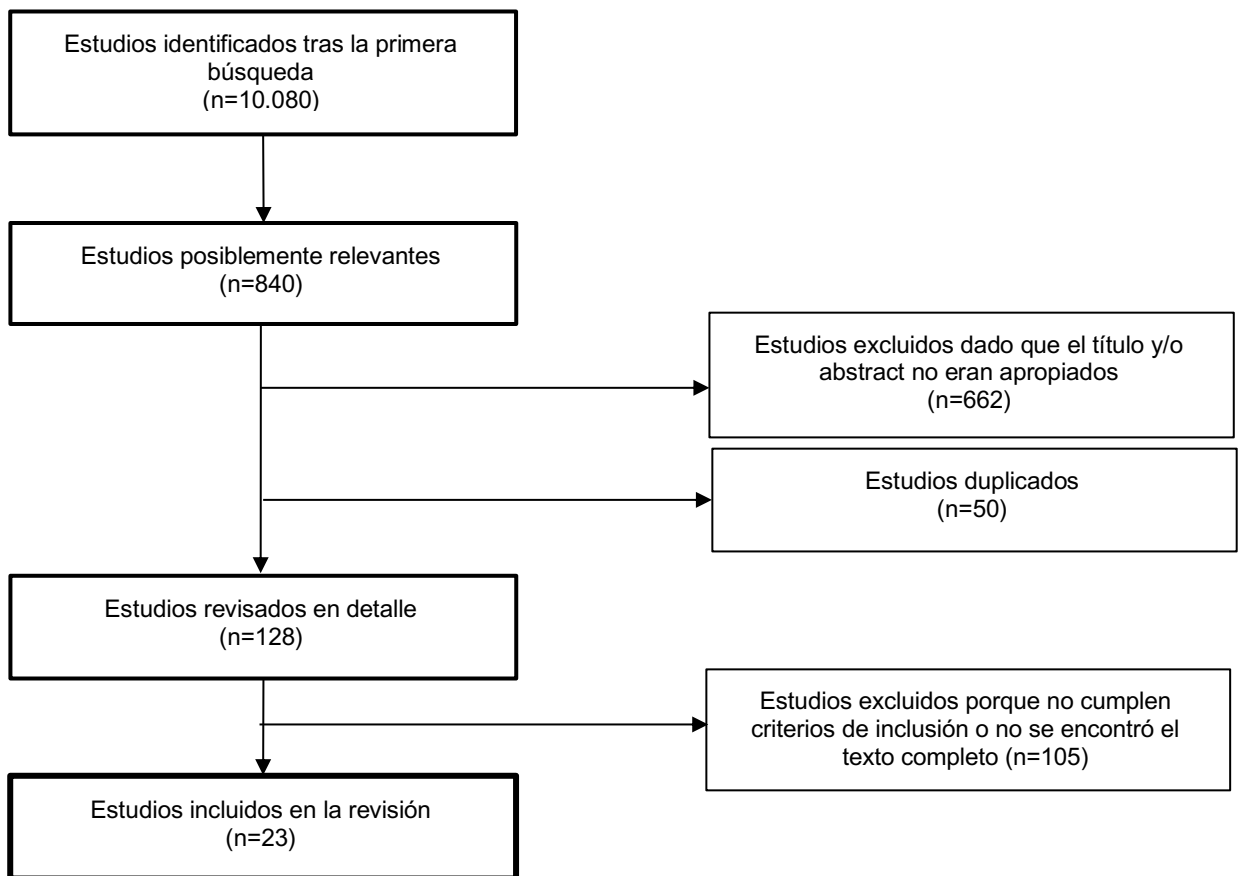 Estudios identificados tras la primera
búsqueda
(n=10.080)
Estudios posiblemente relevantes
(n=840)
Estudios excluidos dado que el título y/o
abstract no eran apropiados
(n=662)
Estudios duplicados
(n=50)
Estudios revisados en detalle
(n=128)
Estudios excluidos porque no cumplen
criterios de inclusión o no se encontró el
texto completo (n=105)
Estudios incluidos en la revisión
(n=23)